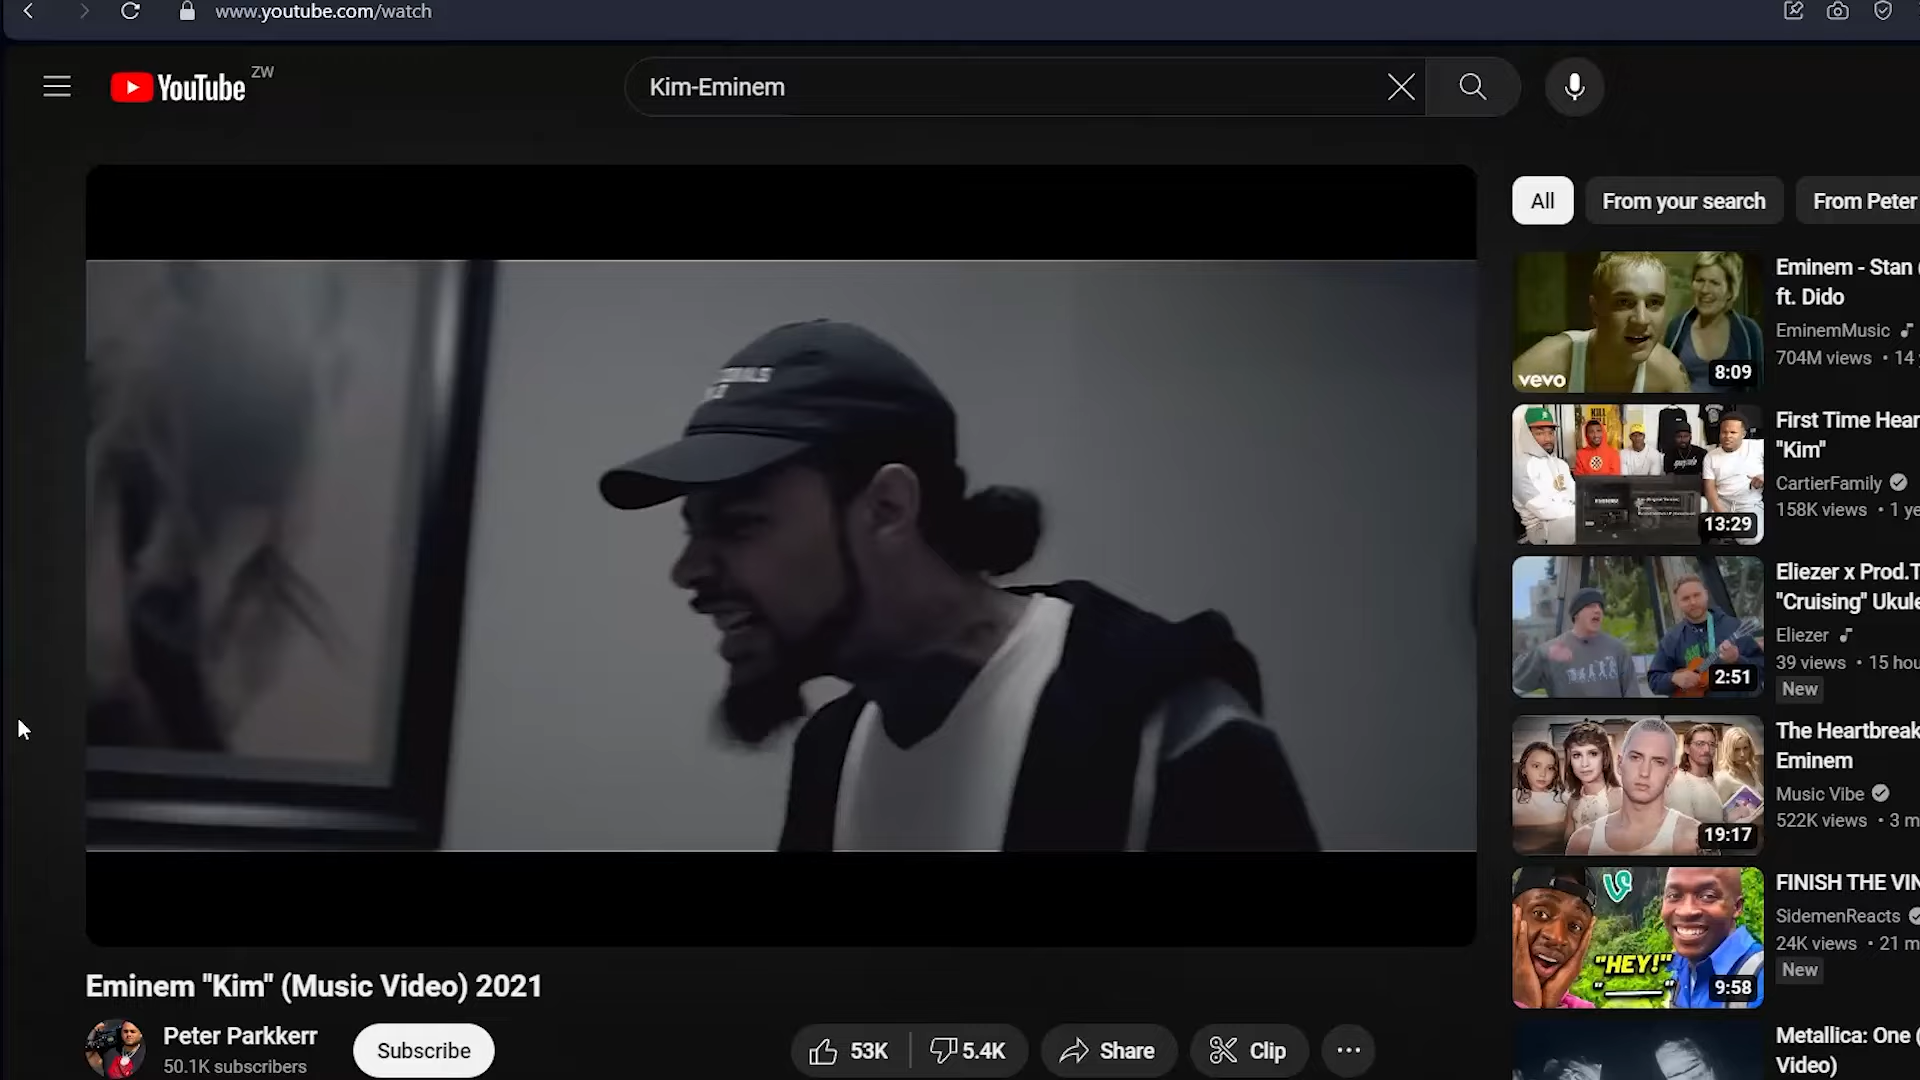 www.youtube.com/watch
YouTube ZW
Kim-Eminem
All
From your search
From Peter
Eminem - Stan
ft. Dido
EminemMusic
704M views • 14
vevo
8:09
First Time Hear
"Kim"
CartierFamily
158K views • 1 ye
13:29
Eliezer x Prod.T
"Cruising" Ukule
Eliezer
39 views • 15 hou
New
2:51
The Heartbreak
Eminem
Music Vibe
522K views • 3 m
19:17
FINISH THE VIN
SidemenReacts
24K views • 21 m
New
"HEY!"
9:58
Metallica: One (
Video)
Eminem "Kim" (Music Video) 2021
Peter Parkkerr
50.1K subscribers
Subscribe
53K
5.4K
Share
Clip